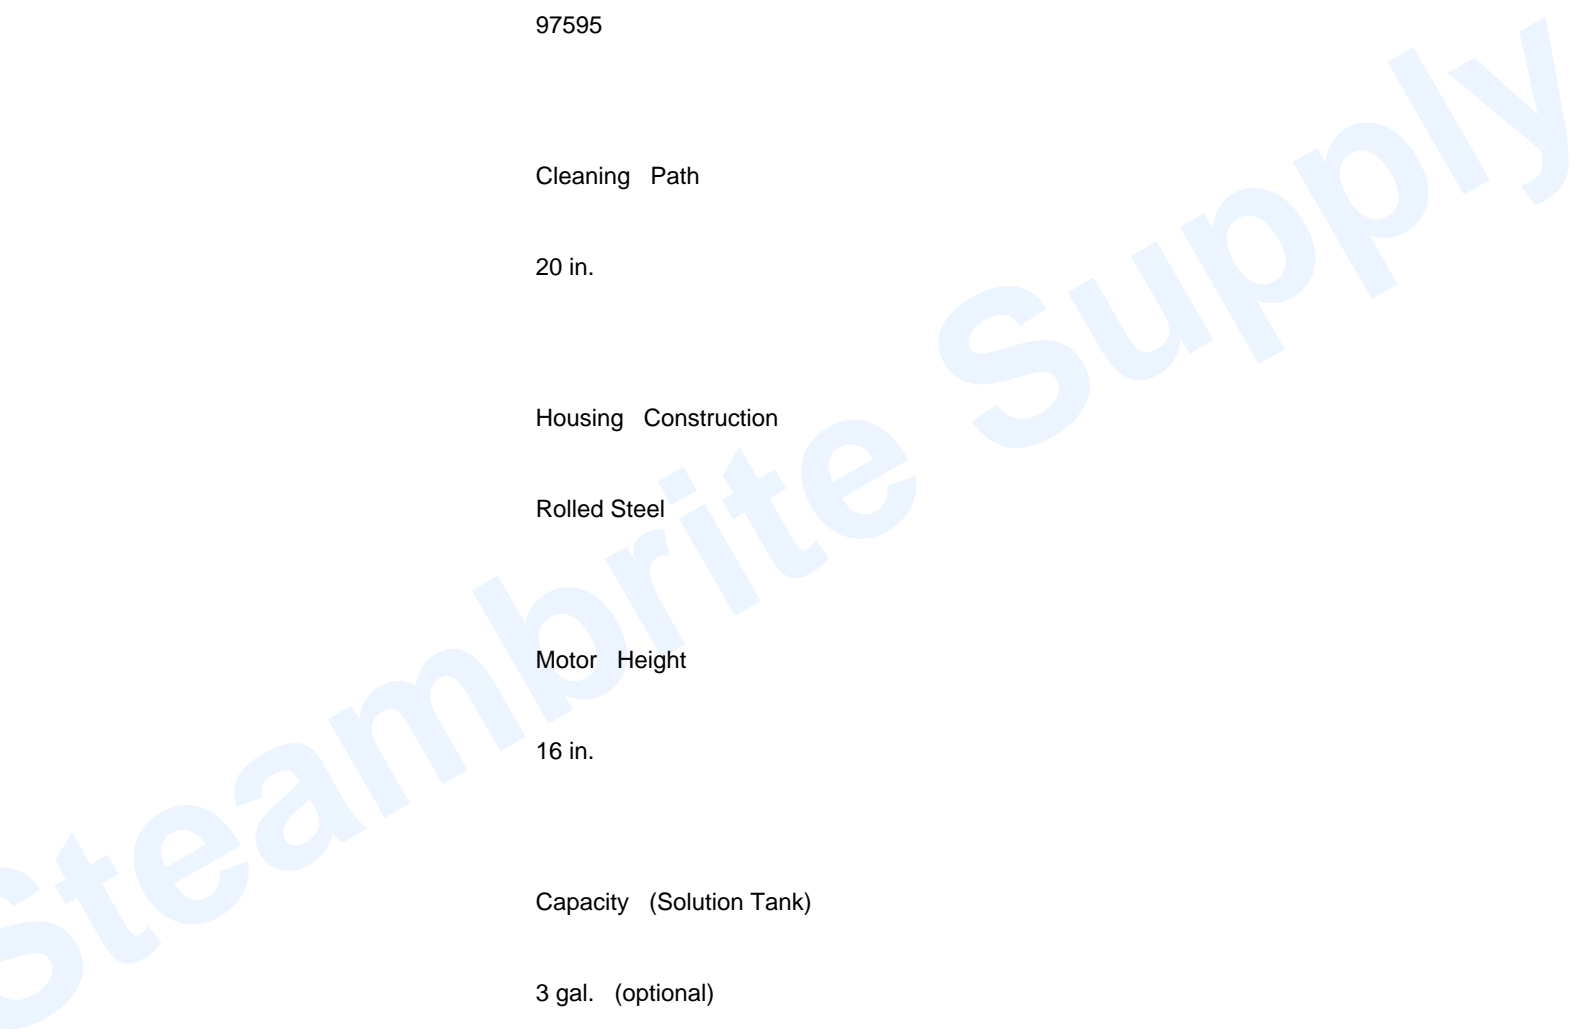 97595
Cleaning Path
20 in.
Housing Construction
Rolled Steel
Motor Height
16 in.
Capacity (Solution Tank)
3 gal. (optional)
Steambrite Supply